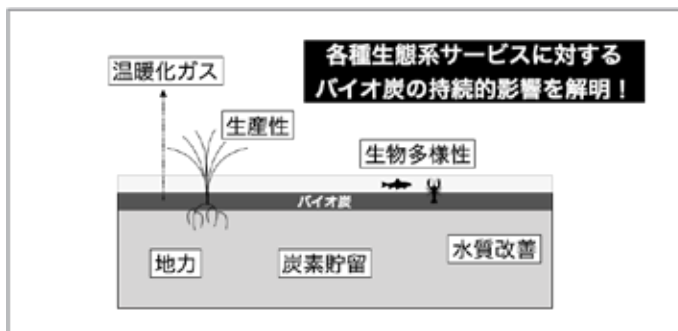 各種生態系サービスに対する
バイオ炭の持続的影響を解明！
温暖化ガス
生産性
生物多様性
バイオ炭
地力
炭素貯留
水質改善